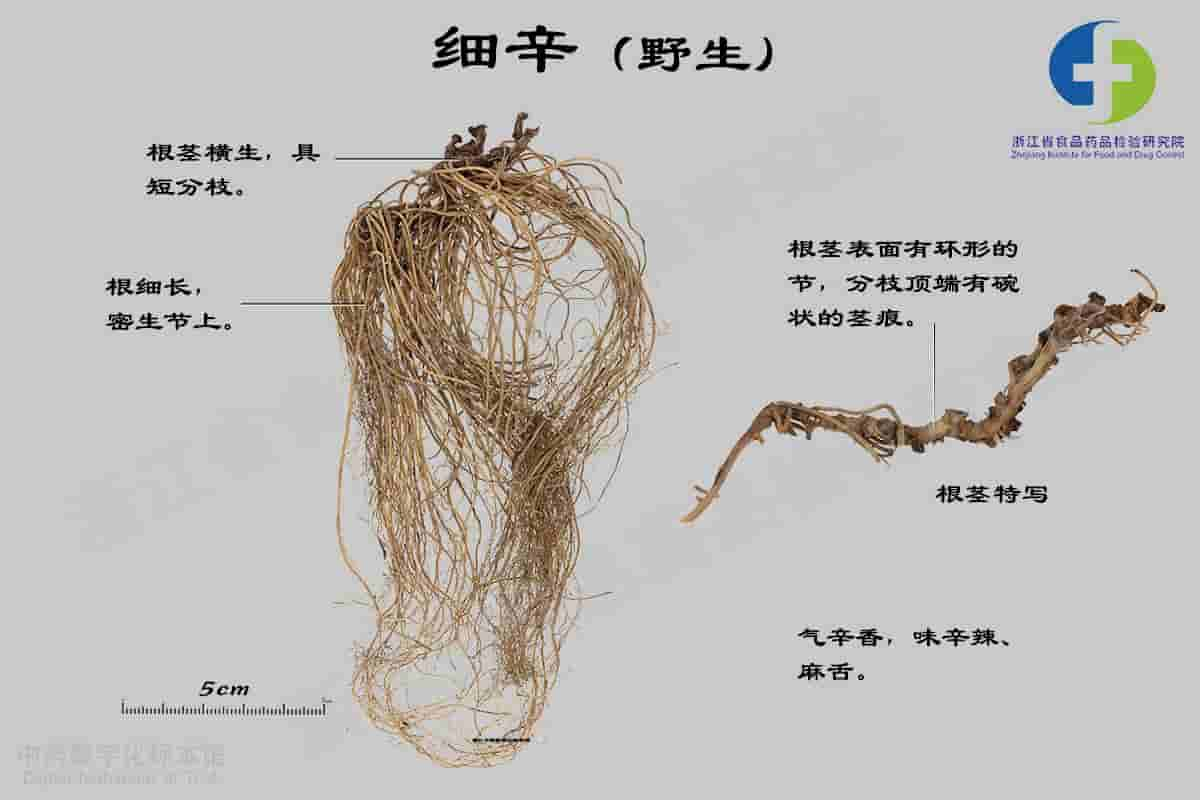 细辛（野生）
浙江省食品药品检验研究院
Zhejiang Institute for Food and Drug Control
根茎横生，具
短分枝。
根细长，
密生节上。
根茎表面有环形的
节，分枝顶端有碗
状的茎痕。
根茎特写
气辛香，味辛辣、
麻舌。
5cm
中药数字化标本馆
Digital Herbarium of TCM